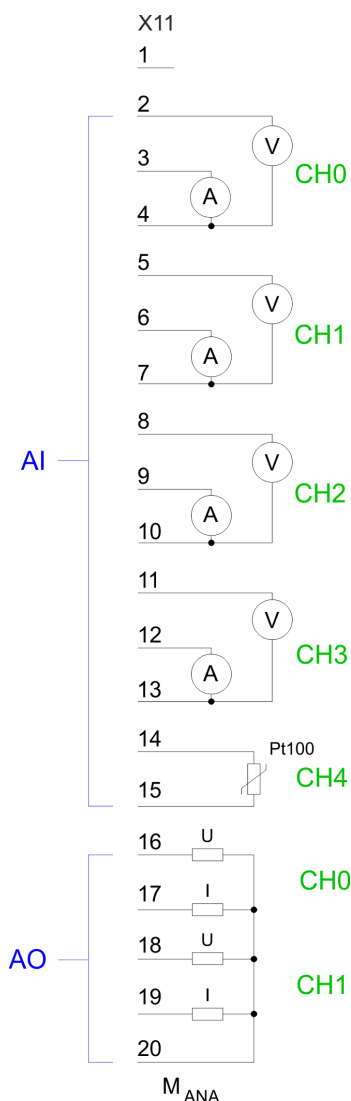 X11
1
2
V
CH0
3
A
4
5
V
CH1
6
A
7
8
V
AI
CH2
9
A
10
11
V
12
CH3
A
13
14
Pt100
CH4
15
16 U
CH0
17 I
18 U
AO
CH1
19 I
20
M ANA